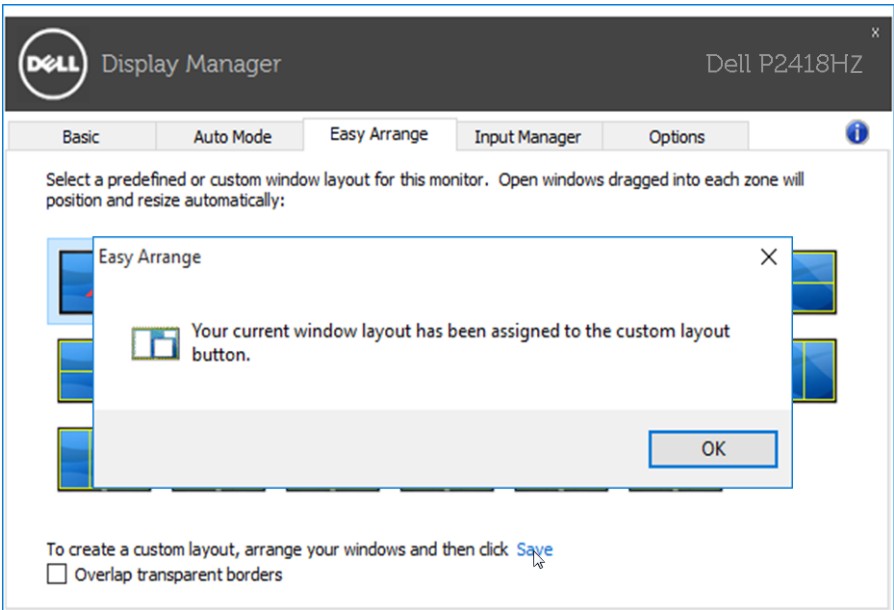 DELL
Display Manager
Dell P2418HZ
x
Basic
Auto Mode
Easy Arrange
Input Manager
Options
i
Select a predefined or custom window layout for this monitor. Open windows dragged into each zone will
position and resize automatically:
Easy Arrange
Your current window layout has been assigned to the custom layout
button.
OK
To create a custom layout, arrange your windows and then click Save
Overlap transparent borders